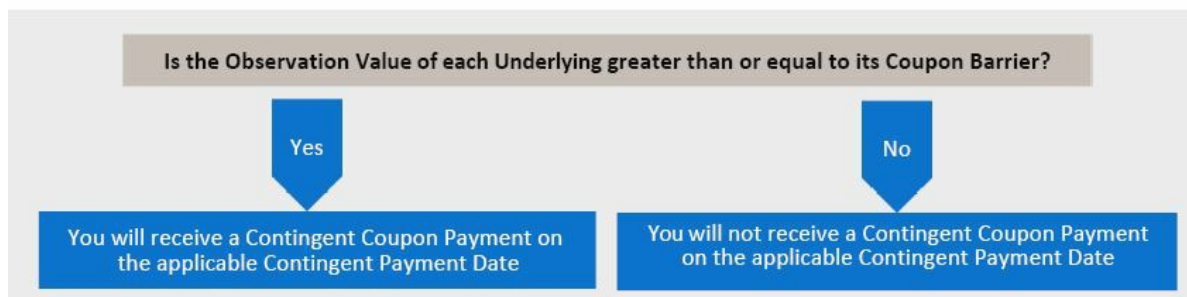 Is the Observation Value of each Underlying greater than or equal to its Coupon Barrier?
Yes
No
You will receive a Contingent Coupon Payment on
the applicable Contingent Payment Date
You will not receive a Contingent Coupon Payment
on the applicable Contingent Payment Date